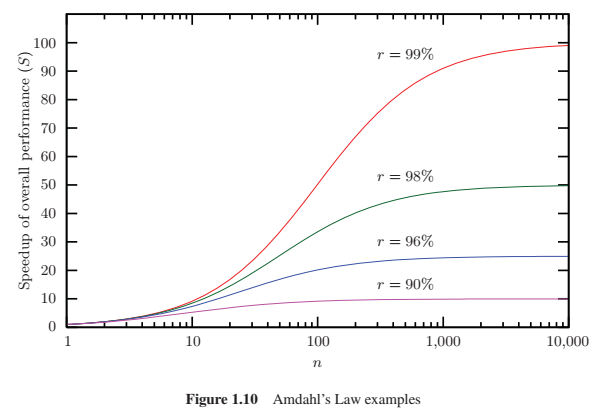 100
90
80
70
60
50
40
30
20
10
0
Speedup of overall performance (S)
r = 99%
r = 98%
r = 96%
r = 90%
1 10 100 1,000 10,000
n
Figure 1.10 Amdahl's Law examples